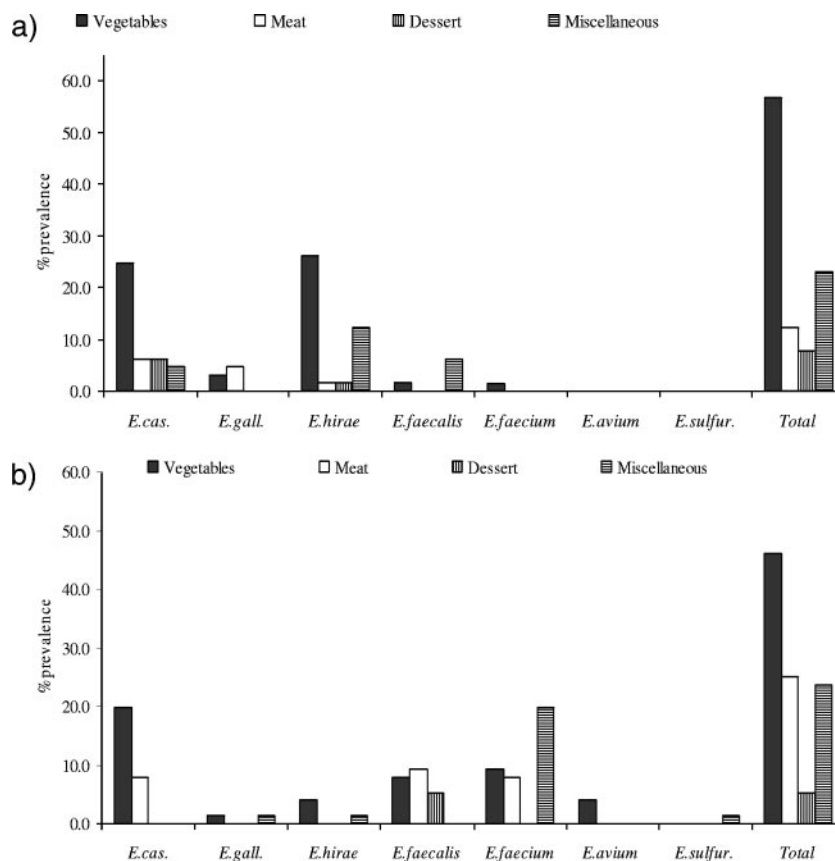 a)
Vegetables Meat Dessert Miscellaneous
60.0
50.0
40.0
30.0
20.0
10.0
0.0
%prevalence
E.cas. E.gall. E.hirae E.faecalis E.faecium E.avium E.sulfur. Total
b)
Vegetables Meat Dessert Miscellaneous
60.0
50.0
40.0
30.0
20.0
10.0
0.0
%prevalence
E.cas. E.gall. E.hirae E.faecalis E.faecium E.avium E.sulfur. Total